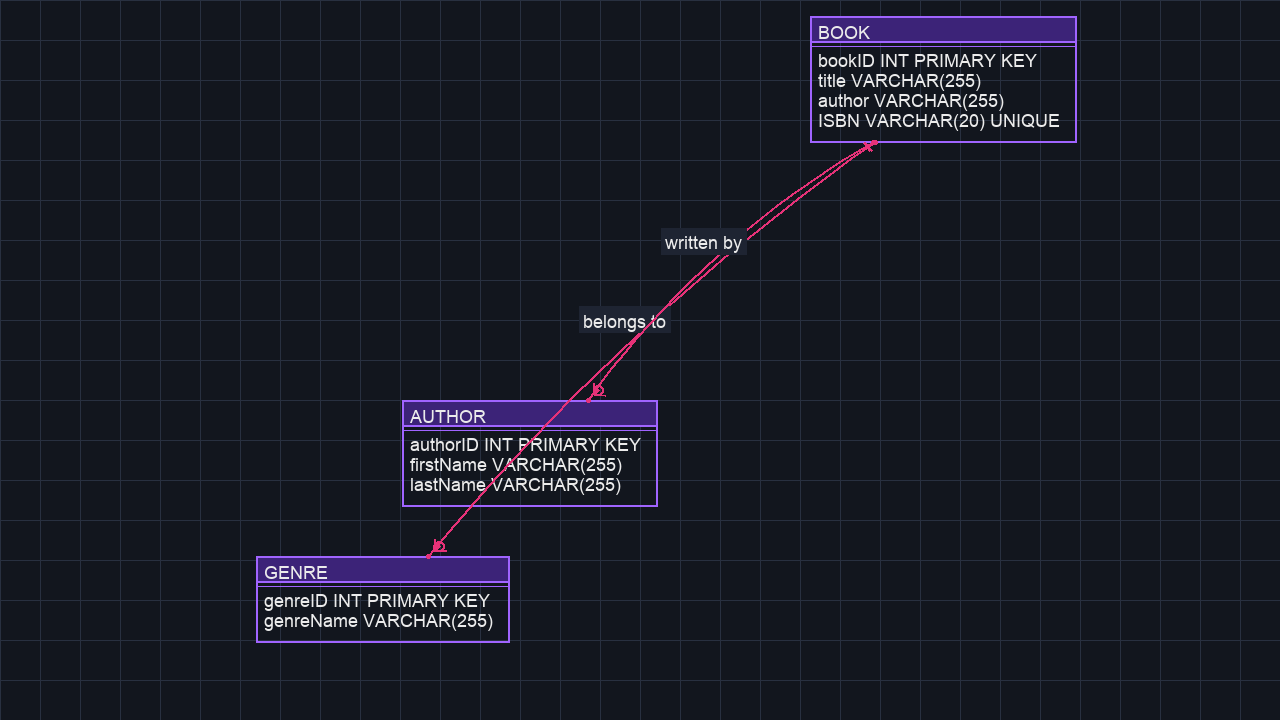 BOOK
bookID INT PRIMARY KEY
title VARCHAR(255)
author VARCHAR(255)
ISBN VARCHAR(20) UNIQUE
written by
belongs to
AUTHOR
authorID INT PRIMARY KEY
firstName VARCHAR(255)
lastName VARCHAR(255)
GENRE
genreID INT PRIMARY KEY
genreName VARCHAR(255)